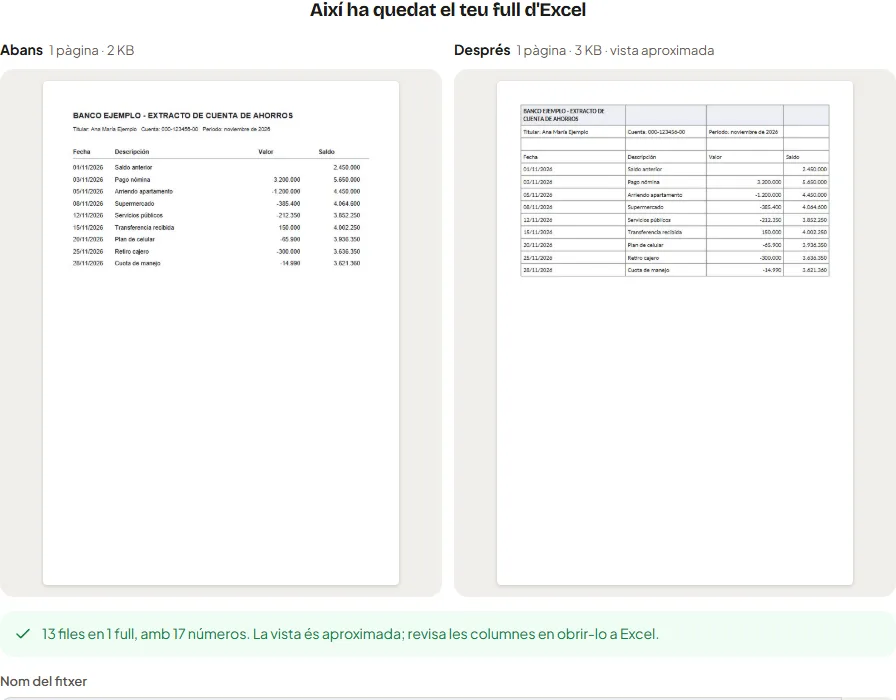 Així ha quedat el teu full d'Excel
Abans 1 pàgina · 2 KB
BANCO EJEMPLO - EXTRACTO DE CUENTA DE AHORROS
Titular: Ana María Ejemplo Cuenta: 000-123456-00 Periodo: noviembre de 2026
Fecha Descripción Valor Saldo
01/11/2026 Saldo anterior 2.450.000
03/11/2026 Pago nómina 3.200.000 5.650.000
05/11/2026 Arriendo apartamento -1.200.000 4.450.000
08/11/2026 Supermercado -385.400 4.064.600
12/11/2026 Servicios públicos -212.350 3.852.250
15/11/2026 Transferencia recibida 150.000 4.002.250
20/11/2026 Plan de celular -65.900 3.936.350
25/11/2026 Retiro cajero -300.000 3.636.350
28/11/2026 Cuota de manejo -14.990 3.621.360
Després 1 pàgina · 3 KB · vista aproximada
BANCO EJEMPLO - EXTRACTO DE
CUENTA DE AHORROS
Titular: Ana María Ejemplo Cuenta: 000-123456-00 Periodo: noviembre de 2026
Fecha Descripción Valor Saldo
01/11/2026 Saldo anterior 2.450.000
03/11/2026 Pago nómina 3.200.000 5.650.000
05/11/2026 Arriendo apartamento -1.200.000 4.450.000
08/11/2026 Supermercado -385.400 4.064.600
12/11/2026 Servicios públicos -212.350 3.852.250
15/11/2026 Transferencia recibida 150.000 4.002.250
20/11/2026 Plan de celular -65.900 3.936.350
25/11/2026 Retiro cajero -300.000 3.636.350
28/11/2026 Cuota de manejo -14.990 3.621.360
13 files en 1 full, amb 17 números. La vista és aproximada; revisa les columnes en obrir-lo a Excel.
Nom del fitxer